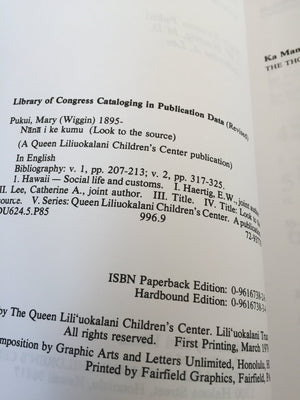 Ka Man
THE THO
Library of Congress Cataloging in Publication Data (Revised)
Pukui, Mary (Wiggin) 1895-
Nānā i ke kumu (Look to the source)
(A Queen Liliuokalani Children's Center publication)
In English
Bibliography: v. 1, pp. 207-213; v. 2, pp. 317-325.
1. Hawaii — Social life and customs. I. Haertig, E.W., joint
II. Lee, Catherine A., joint author. III. Title. IV. Title: Look to
source. V. Series: Queen Liliuokalani Children's Center. A publication
DU624.5.P85 996.9 72-
ISBN Paperback Edition: 0-9616738-
Hardbound Edition: 0-9616738-
by The Queen Lili'uokalani Children's Center. Lili'uokalani
All rights reserved. First Printing, March
mposition by Graphic Arts and Letters Unlimited, Honolulu,
Printed by Fairfield Graphics, Fairfield,